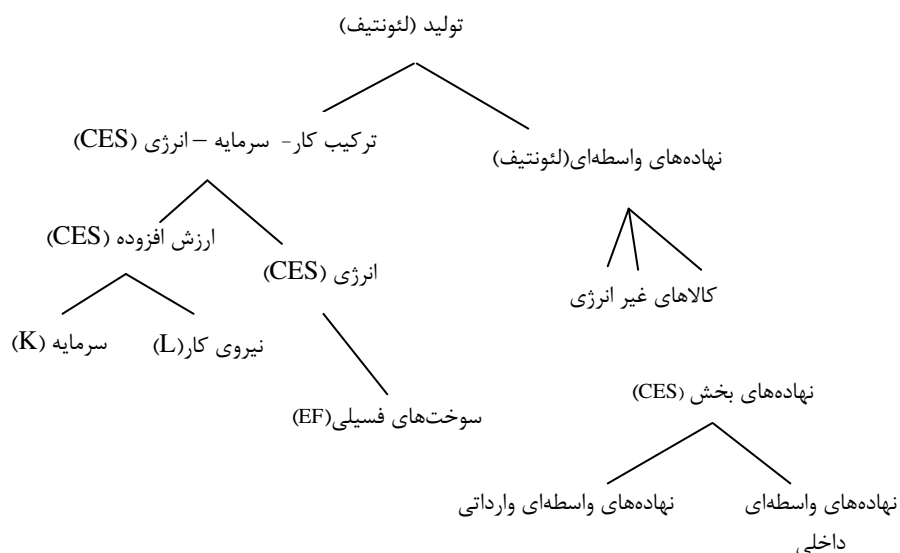 تولید (لئونتیف)
ترکیب کار- سرمایه –انرژی (CES)
نهاده‌های واسطه‌ای(لئونتیف)
ارزش افزوده (CES)
انرژی (CES)
کالاهای غیر انرژی
نیروی کار(L)
سرمایه (K)
سوخت‌های فسیلی(EF)
نهاده‌های بخش (CES)
نهاده‌های واسطه‌ای
داخلی
نهاده‌های واسطه‌ای وارداتی